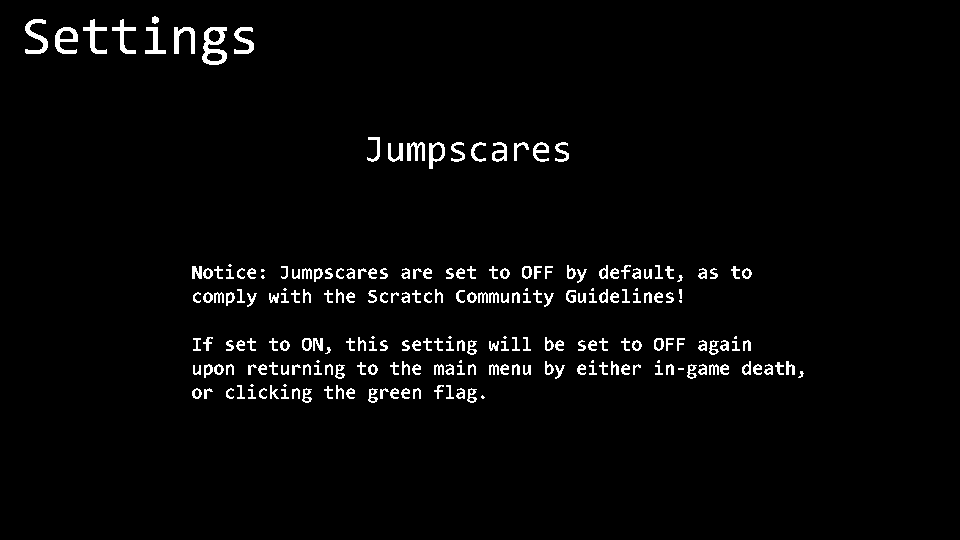 Settings
Jumpscares
Notice: Jumpscares are set to OFF by default, as to
comply with the Scratch Community Guidelines!
If set to ON, this setting will be set to OFF again
upon returning to the main menu by either in-game death,
or clicking the green flag.